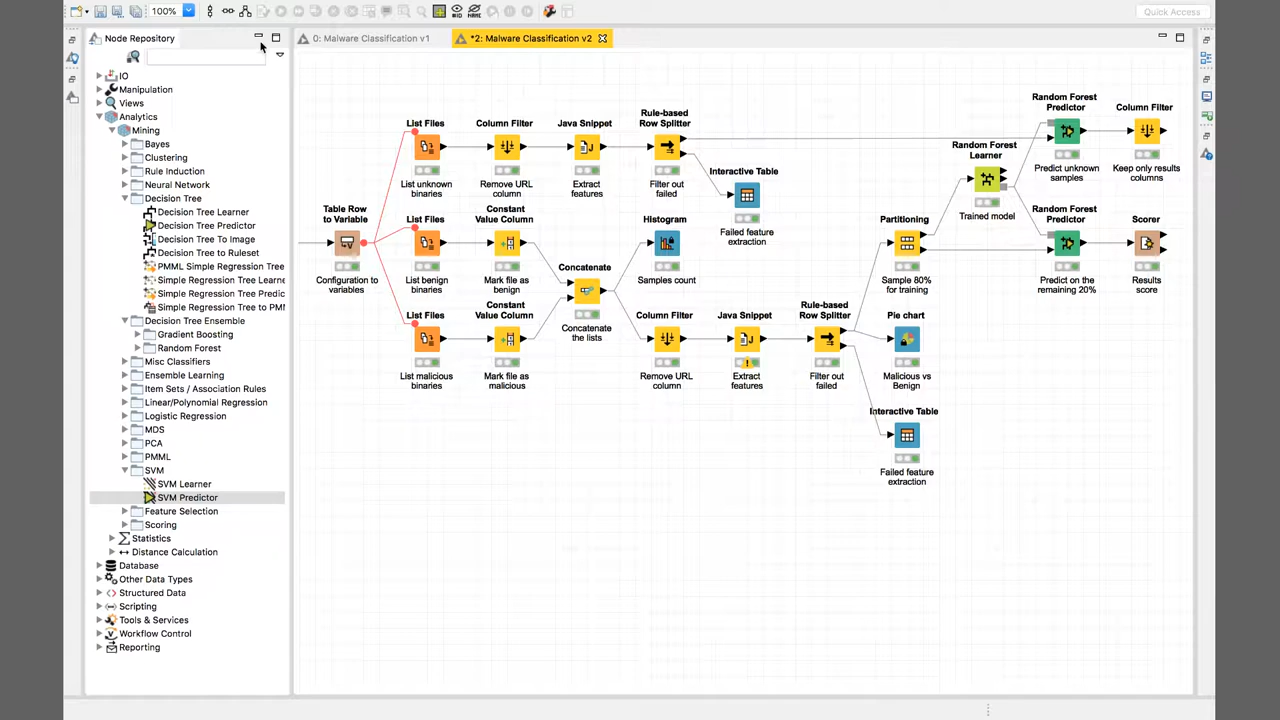 100%
Quick Access
Node Repository
0: Malware Classification v1
*2: Malware Classification v2
IO
Manipulation
Views
Analytics
Mining
Bayes
Clustering
Rule Induction
Neural Network
Decision Tree
Decision Tree Learner
Decision Tree Predictor
Decision Tree To Image
Decision Tree to Ruleset
PMML Simple Regression Tree
Simple Regression Tree Learne
Simple Regression Tree Predic
Simple Regression Tree to PMM
Decision Tree Ensemble
Gradient Boosting
Random Forest
Misc Classifiers
Ensemble Learning
Item Sets / Association Rules
Linear/Polynomial Regression
Logistic Regression
MDS
PCA
PMML
SVM
SVM Learner
SVM Predictor
Feature Selection
Scoring
Statistics
Distance Calculation
Database
Other Data Types
Structured Data
Scripting
Tools & Services
Workflow Control
Reporting
Table Row
to Variable
Configuration to
variables
List Files
List unknown
binaries
Column Filter
Remove URL
column
Java Snippet
Extract
features
Rule-based
Row Splitter
Filter out
failed
Interactive Table
Failed feature
extraction
List Files
List benign
binaries
Constant
Value Column
Mark file as
benign
Histogram
Samples count
Concatenate
Concatenate
the lists
List Files
List malicious
binaries
Constant
Value Column
Mark file as
malicious
Column Filter
Remove URL
column
Java Snippet
Extract
features
Rule-based
Row Splitter
Filter out
failed
Partitioning
Sample 80%
for training
Pie chart
Malicious vs
Benign
Interactive Table
Failed feature
extraction
Random Forest
Learner
Trained model
Random Forest
Predictor
Predict unknown
samples
Column Filter
Keep only results
columns
Random Forest
Predictor
Predict on the
remaining 20%
Scorer
Results
score